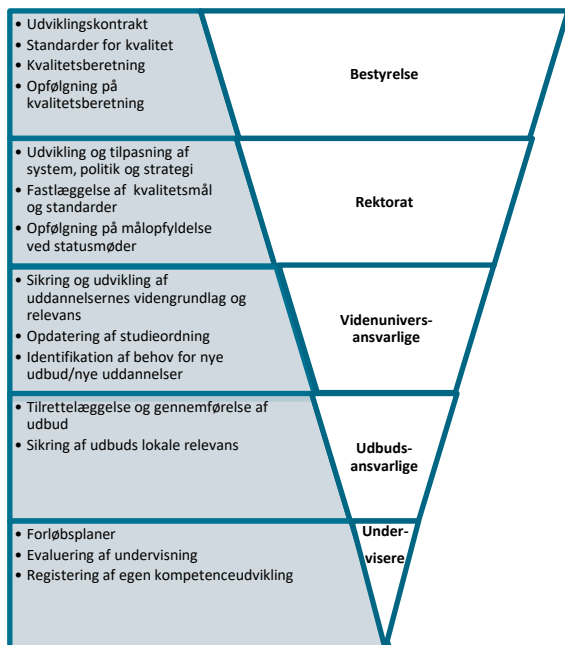 • Udviklingskontrakt
• Standarder for kvalitet
• Kvalitetsberetning
• Opfølgning på
kvalitetsberetning
Bestyrelse
• Udvikling og tilpasning af
system, politik og strategi
• Fastlæggelse af kvalitetsmål
og standarder
• Opfølgning på målopfyldelse
ved statusmøder
Rektorat
• Sikring og udvikling af
uddannelsernes videngrundlag og
relevans
• Opdatering af studieordning
• Identifikation af behov for nye
udbud/nye uddannelser
Videnunivers-
ansvarlige
• Tilrettelæggelse og gennemførelse af
udbud
• Sikring af udbuds lokale relevans
Udbuds-
ansvarlige
• Forløbsplaner
• Evaluering af undervisning
• Registering af egen kompetenceudvikling
Under-
visere